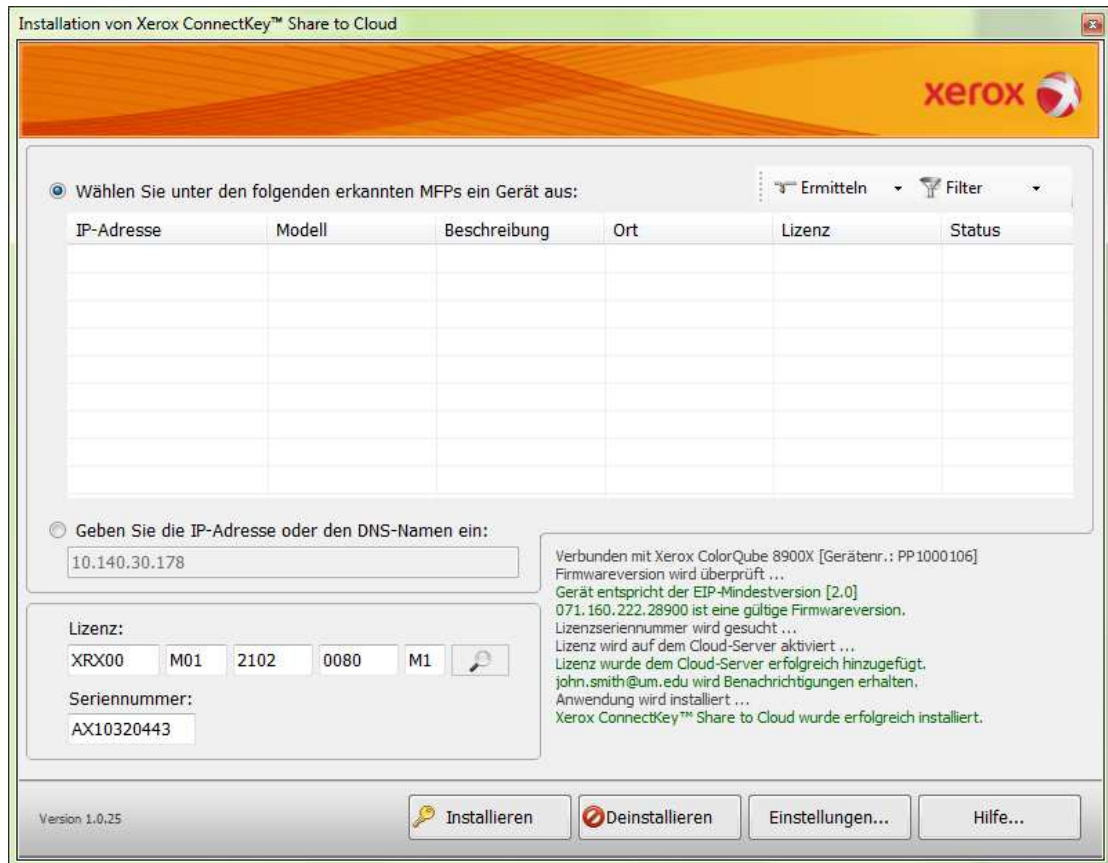 Installation von Xerox ConnectKey™ Share to Cloud
xerox
Wählen Sie unter den folgenden erkannten MFPs ein Gerät aus:
Ermitteln
Filter
IP-Adresse Modell Beschreibung Ort Lizenz Status
Geben Sie die IP-Adresse oder den DNS-Namen ein:
10.140.30.178
Lizenz:
XRX00 M01 2102 0080 M1
Seriennummer:
AX10320443
Verbunden mit Xerox ColorQube 8900X [Gerätenr.: PP1000106]
Firmwareversion wird überprüft ...
Gerät entspricht der EIP-Mindestversion [2.0]
071.160.222.28900 ist eine gültige Firmwareversion.
Lizenzseriennummer wird gesucht ...
Lizenz wird auf dem Cloud-Server aktiviert ...
Lizenz wurde dem Cloud-Server erfolgreich hinzugefügt.
john.smith@um.edu wird Benachrichtigungen erhalten.
Anwendung wird installiert ...
Xerox ConnectKey™ Share to Cloud wurde erfolgreich installiert.
Version 1.0.25
Installieren
Deinstallieren
Einstellungen...
Hilfe...